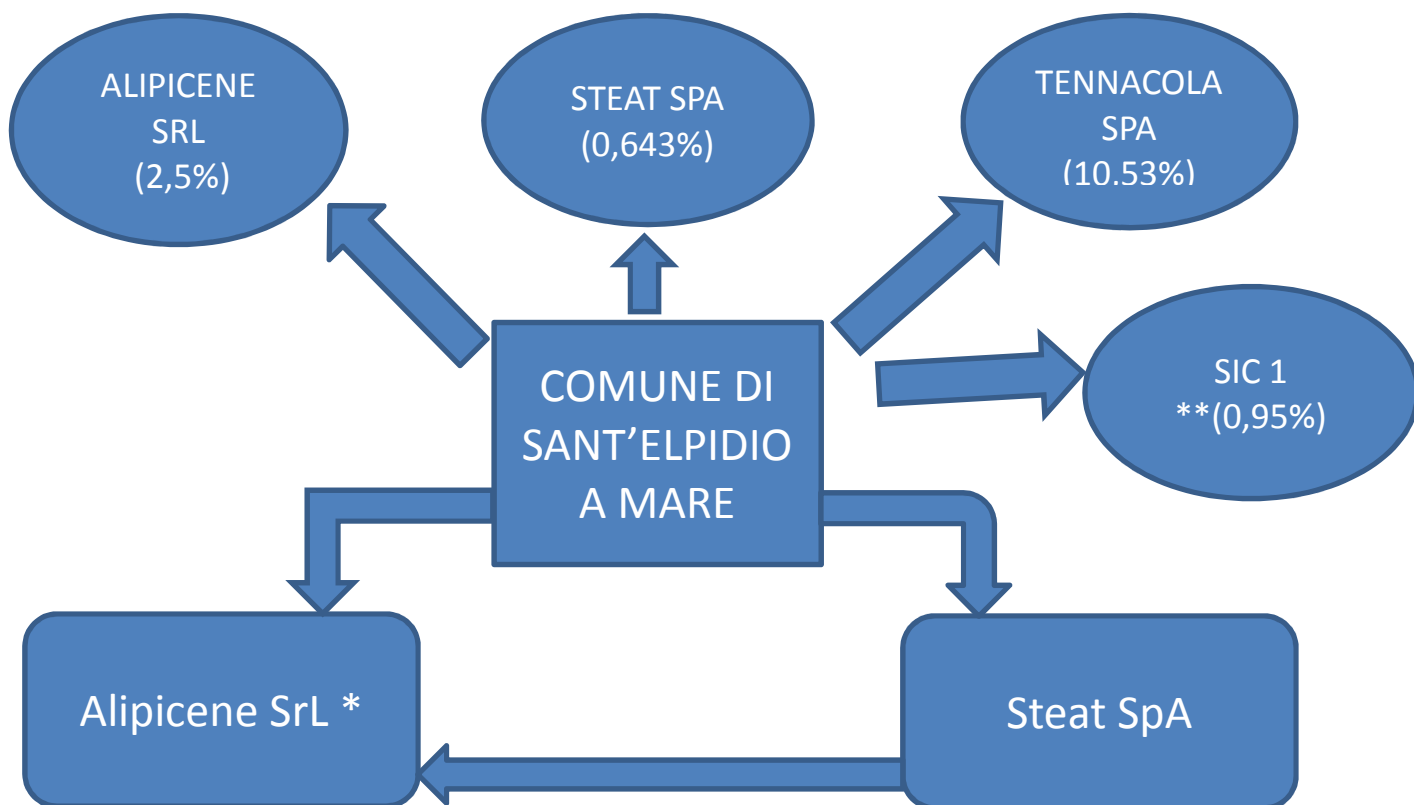 ALIPICENE
SRL
(2,5%)
STEAT SPA
(0,643%)
TENNACOLA
SPA
(10,53%)
SIC 1
**(0,95%)
COMUNE DI
SANT’ELPIDIO
A MARE
Alipicene SrL *
Steat SpA